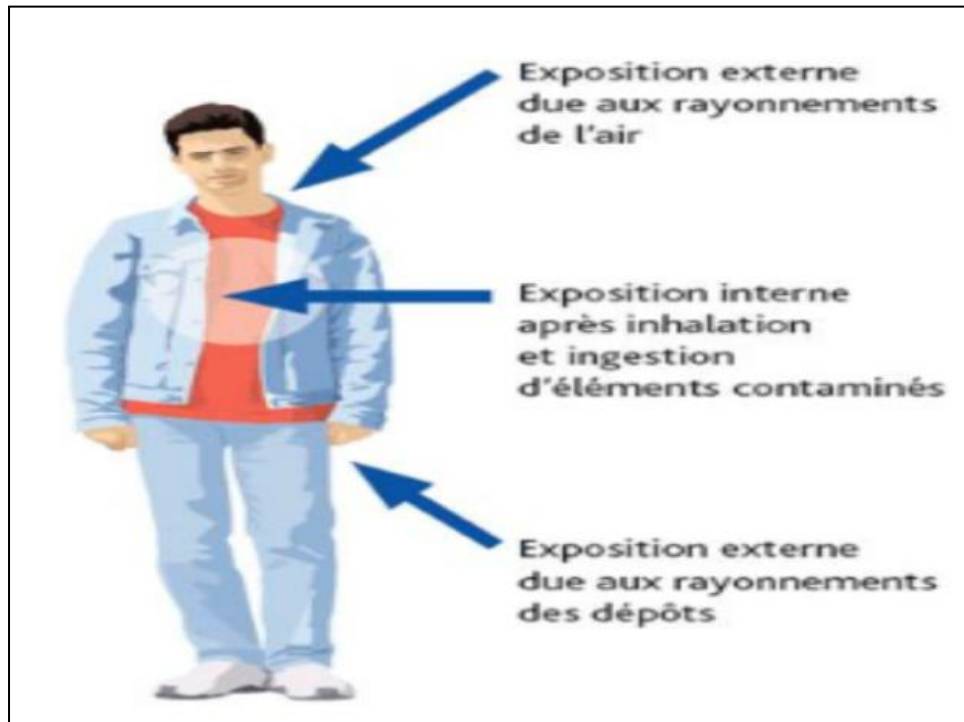 Exposition externe
due aux rayonnements
de l'air
Exposition interne
après inhalation
et ingestion
d'éléments contaminés
Exposition externe
due aux rayonnements
des dépôts